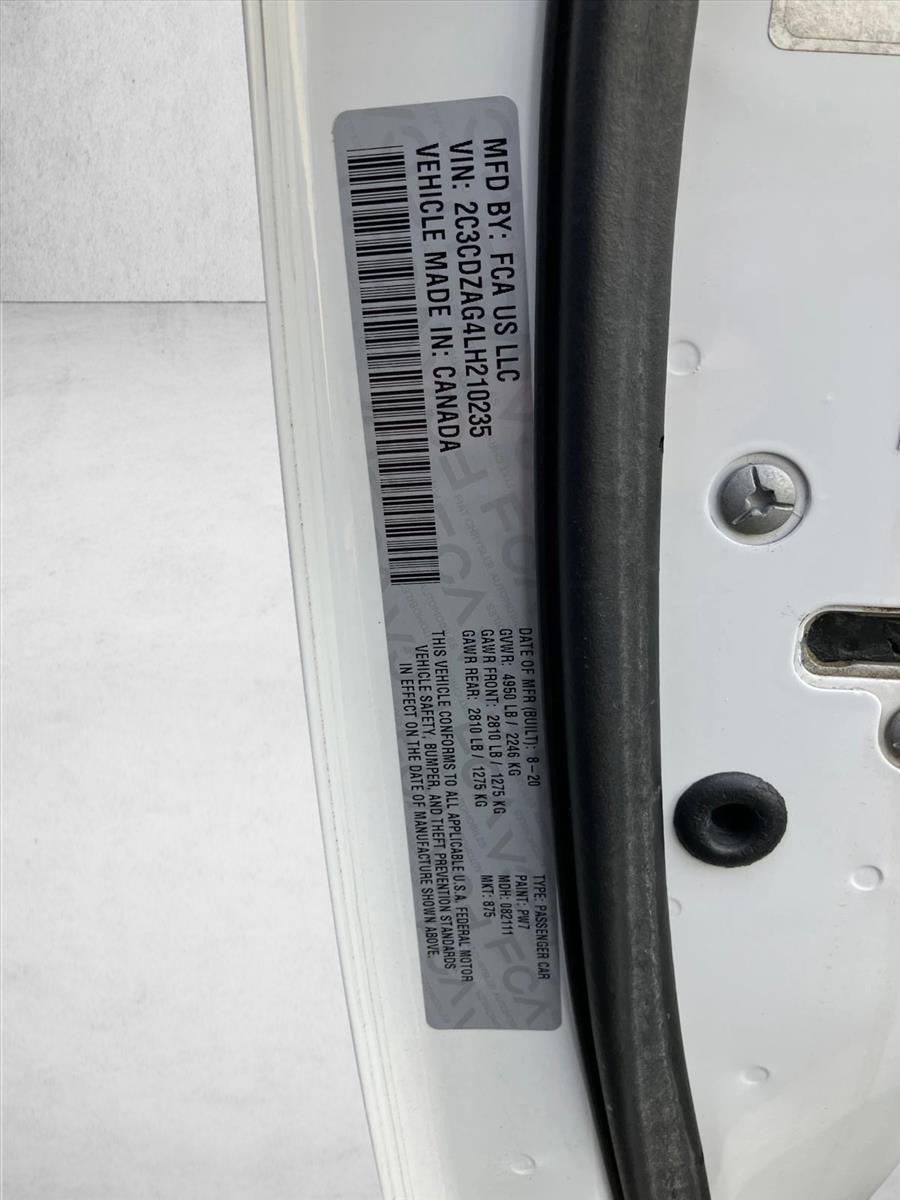 MFD BY: FCA US LLC
VIN: 2C3CDZAG4LH210235
VEHICLE MADE IN: CANADA
DATE OF MFR (BUILT): 8-20
GVWR: 4950 LB / 2246 KG
GAWR FRONT: 2810 LB / 1275 KG
GAWR REAR: 2810 LB / 1275 KG
TYPE: PASSENGER CAR
PAINT: PW7
MDH: 082111
MKT: 875
THIS VEHICLE CONFORMS TO ALL APPLICABLE U.S.A. FEDERAL MOTOR
VEHICLE SAFETY, BUMPER, AND THEFT PREVENTION STANDARDS
IN EFFECT ON THE DATE OF MANUFACTURE SHOWN ABOVE.